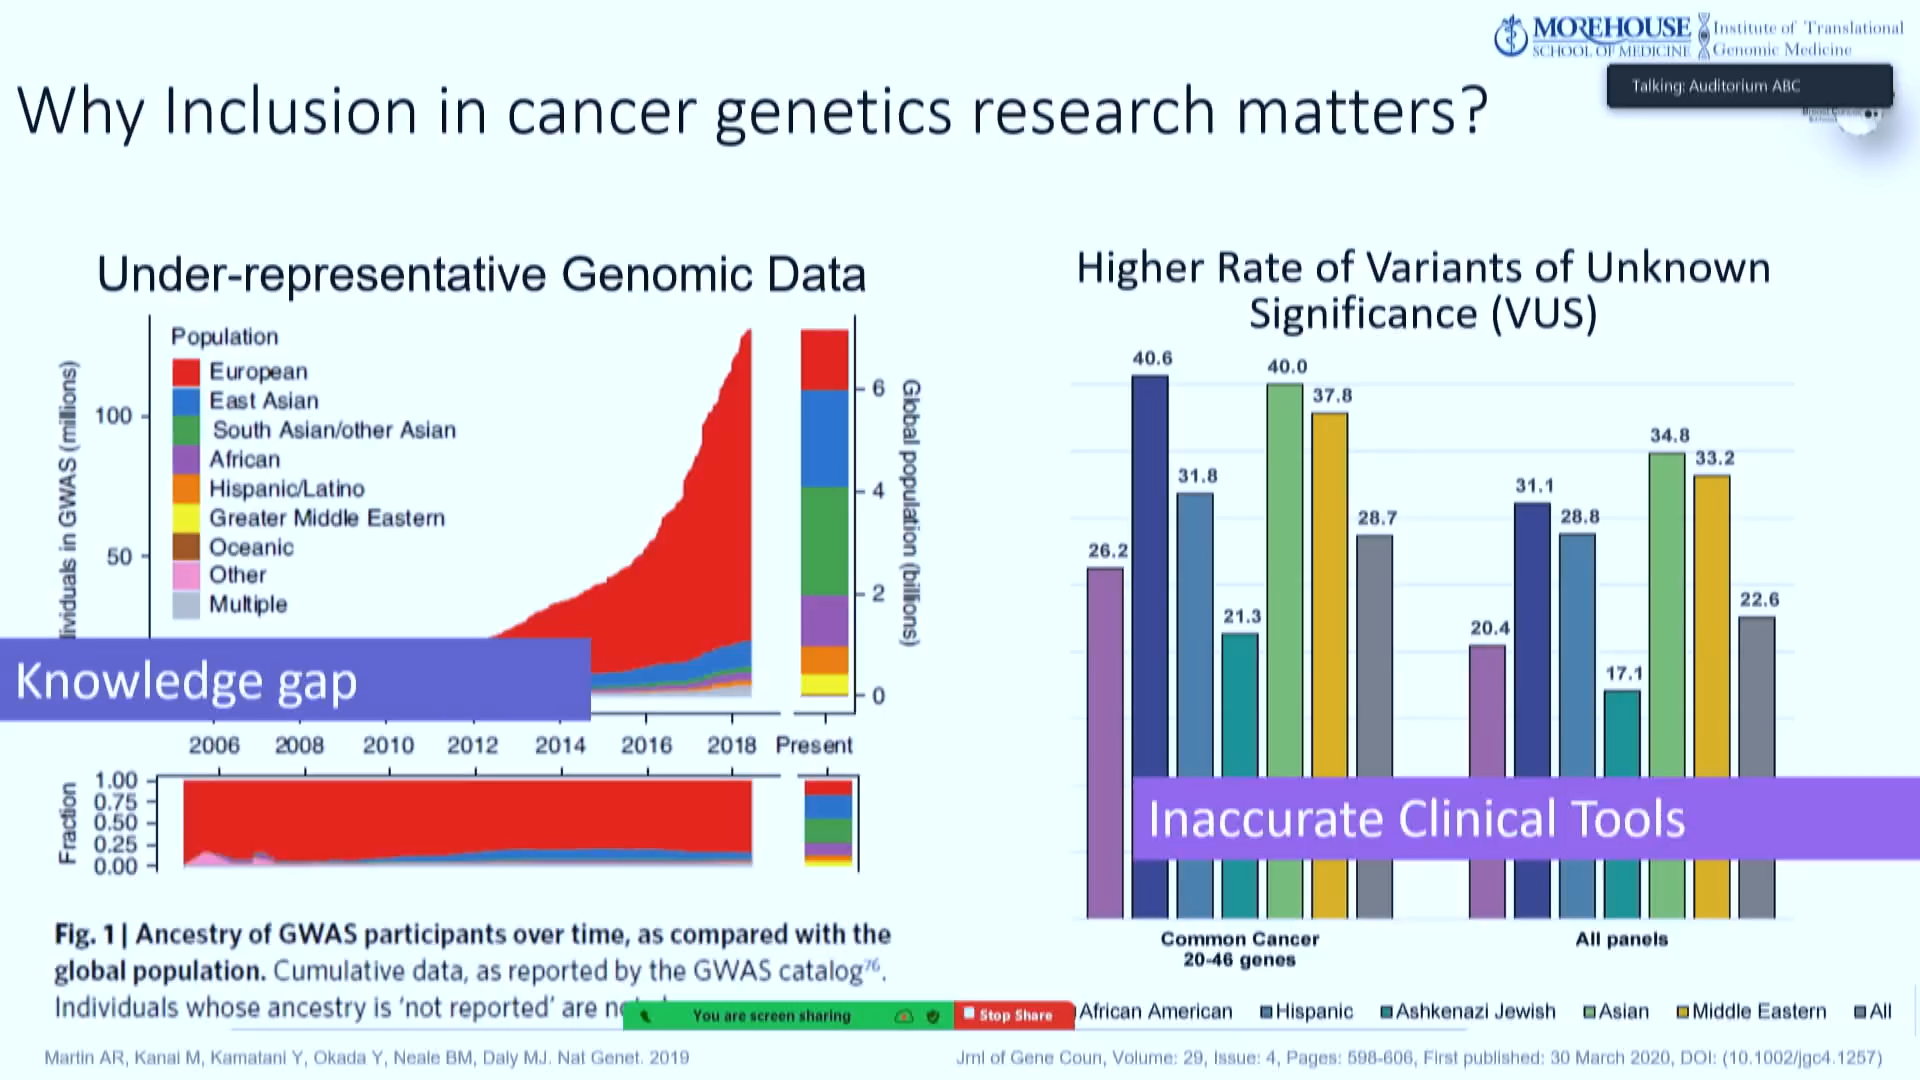 MOREHOUSE
SCHOOL OF MEDICINE
Institute of Translational
Genomic Medicine
Talking: Auditorium ABC
Why Inclusion in cancer genetics research matters?
Under-representative Genomic Data
Population
European
East Asian
South Asian/other Asian
African
Hispanic/Latino
Greater Middle Eastern
Oceanic
Other
Multiple
100
50
ividuals in GWAS (millions)
6
4
2
0
Global population (billions)
Knowledge gap
2006 2008 2010 2012 2014 2016 2018 Present
Fraction
1.00
0.75
0.50
0.25
0.00
Fig. 1 | Ancestry of GWAS participants over time, as compared with the
global population. Cumulative data, as reported by the GWAS catalog76.
Individuals whose ancestry is 'not reported' are
Martin AR, Kanai M, Kamatani Y, Okada Y, Neale BM, Daly MJ. Nat Genet. 2019
Higher Rate of Variants of Unknown
Significance (VUS)
26.2 40.6 31.8 21.3 40.0 37.8 28.7
20.4 31.1 28.8 17.1 34.8 33.2 22.6
Inaccurate Clinical Tools
Common Cancer
20-46 genes
All panels
African American Hispanic Ashkenazi Jewish Asian Middle Eastern All
You are screen sharing
Stop Share
Jrnl of Gene Coun, Volume: 29, Issue: 4, Pages: 598-606, First published: 30 March 2020, DOI: (10.1002/jgc4.1257)